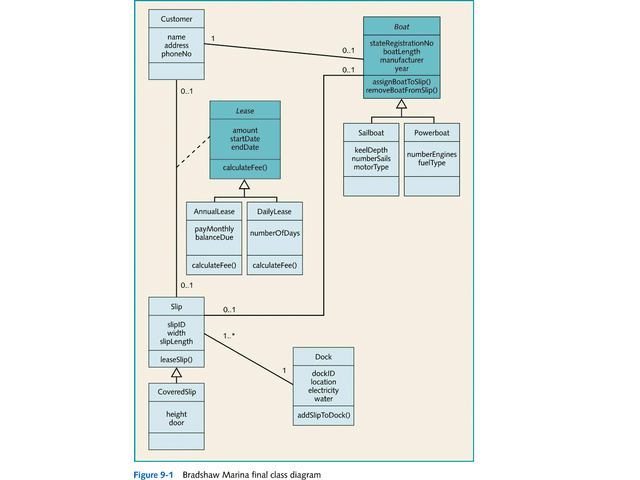 Customer
name
address
phoneNo
1
0..1
Boat
stateRegistrationNo
boatLength
manufacturer
year
assignBoatToSlip()
removeBoatFromSlip()
0..1
0..1
Lease
amount
startDate
endDate
calculateFee()
Sailboat
keelDepth
numberSails
motorType
Powerboat
numberEngines
fuelType
AnnualLease
payMonthly
balanceDue
calculateFee()
DailyLease
numberOfDays
calculateFee()
0..1
Slip
slipID
width
slipLength
leaseSlip()
0..1
1..*
1
Dock
dockID
location
electricity
water
addSlipToDock()
CoveredSlip
height
door
Figure 9-1 Bradshaw Marina final class diagram